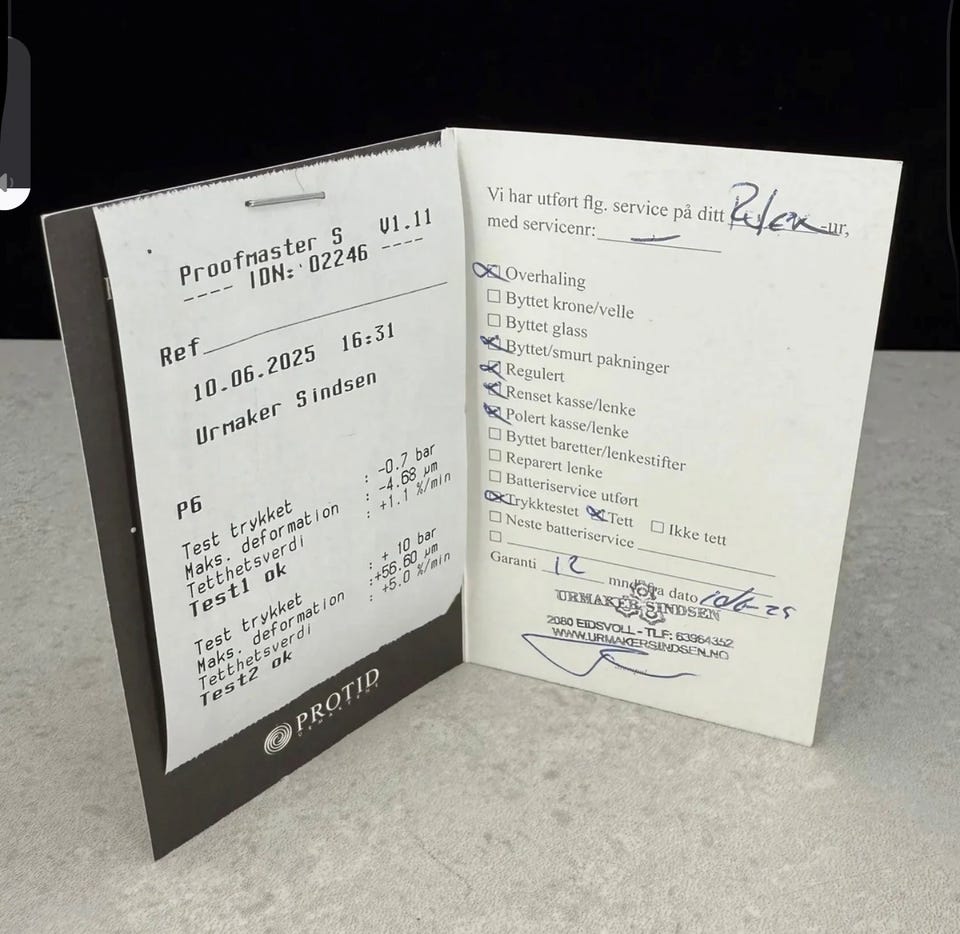 Proofmaster S V1.11
---- IDN: 02246 ----
Ref
10.06.2025 16:31
Urmaker Sindsen
P6
Test trykket : -0.7 bar
Maks. deformation : -4.68 µm
Tetthetsverdi : +1.1 %/min
Test1 ok
Test trykket : + 10 bar
Maks. deformation :+56.60 µm
Tetthetsverdi : +5.0 %/min
Test2 ok
PROTID
URMAKERNE
Vi har utført flg. service på ditt Rolex-ur,
med servicenr:
Overhaling
Byttet krone/velle
Byttet glass
Byttet/smurt pakninger
Regulert
Renset kasse/lenke
Polert kasse/lenke
Byttet baretter/lenkestifter
Reparert lenke
Batteriservice utført
Trykktestet Tett Ikke tett
Neste batteriservice
Garanti 12 mnd fra dato 10/6-25
URMAKER SINDSEN
2080 EIDSVOLL - TLF: 63964352
WWW.URMAKERSINDSEN.NO